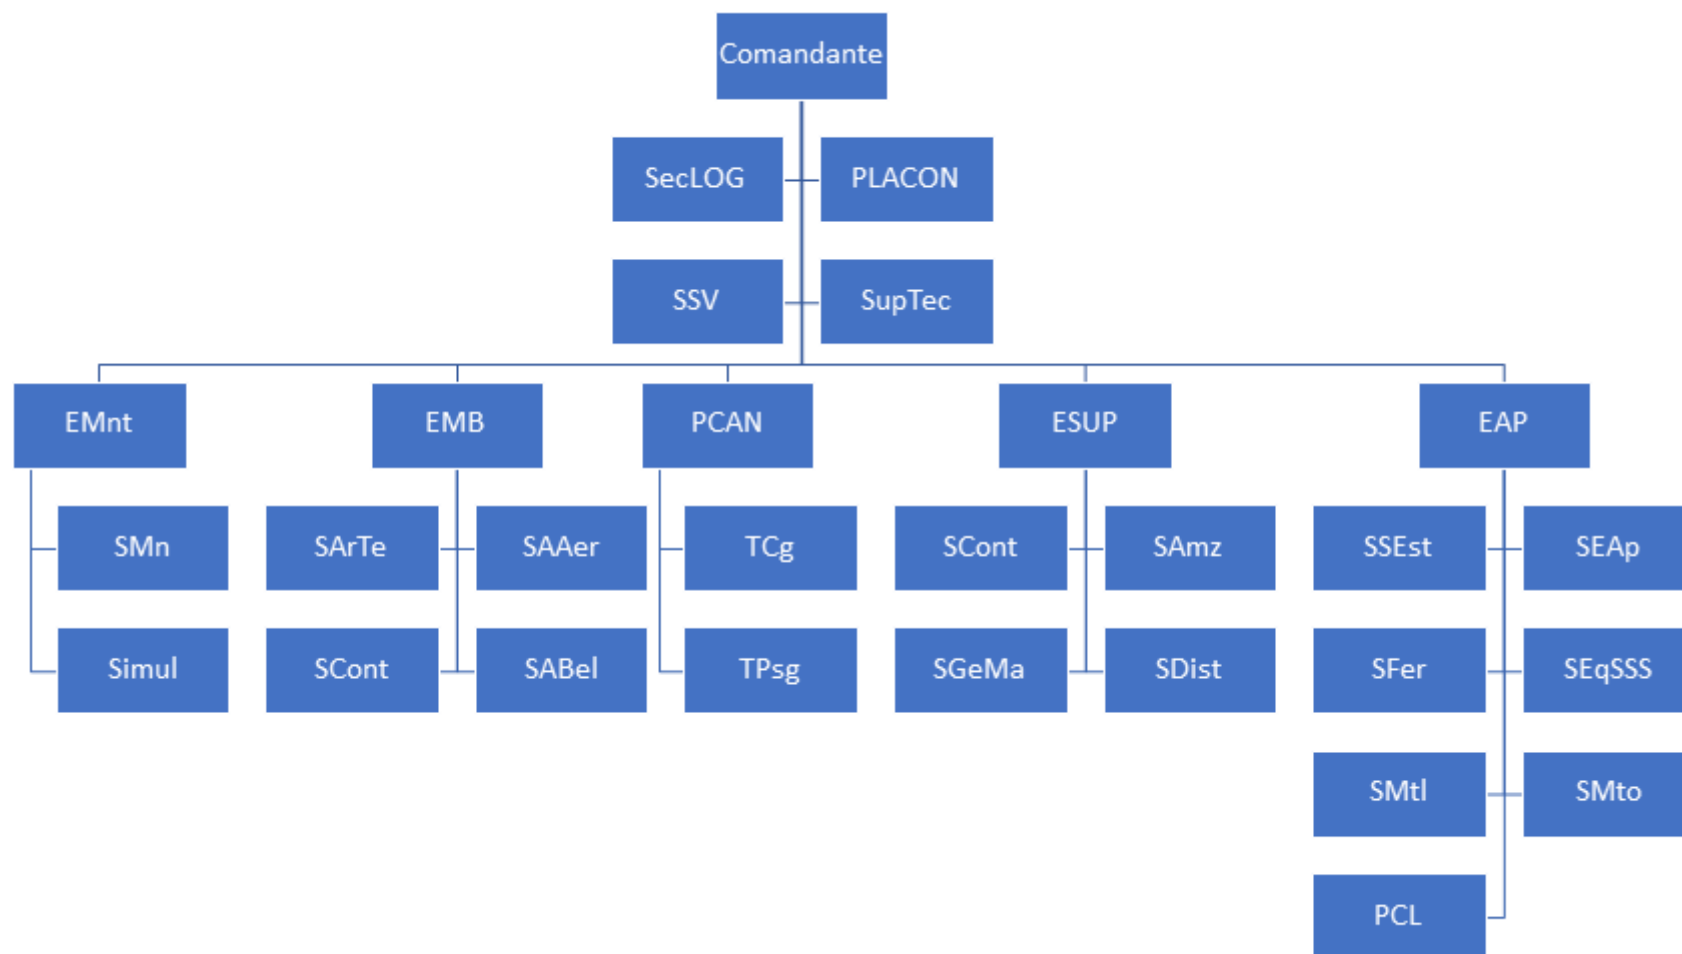 Comandante
SecLOG
PLACON
SSV
SupTec
EMnt
EMB
PCAN
ESUP
EAP
SMn
SArTe
SAAer
TCg
SCont
SAmz
SSEst
SEAp
Simul
SCont
SABel
TPsg
SGeMa
SDist
SFer
SEqSSS
SMtl
SMto
PCL